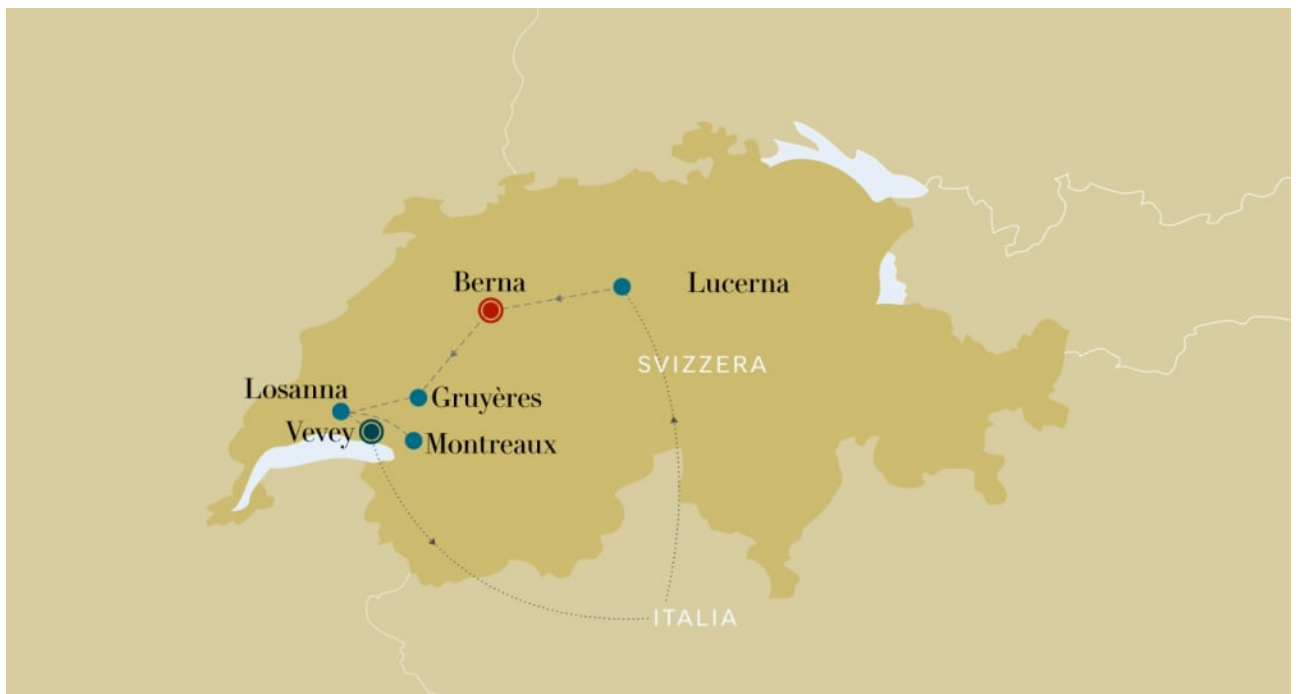 Berna
Lucerna
SVIZZERA
Losanna
Gruyères
Vevey
Montreaux
ITALIA